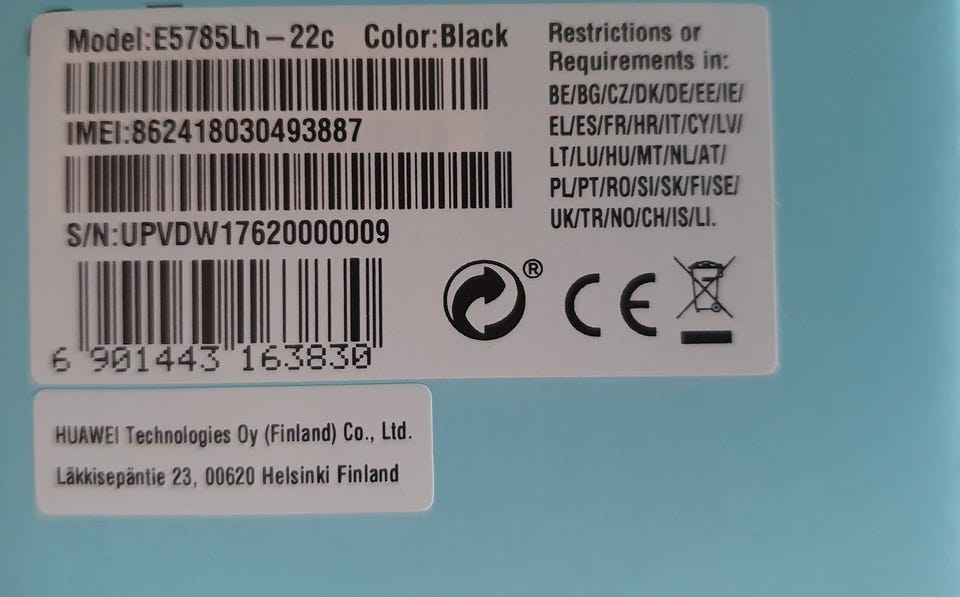 Model:E5785Lh-22c Color:Black
IMEI:862418030493887
S/N:UPVDW17620000009
6 901443 163830
Restrictions or
Requirements in:
BE/BG/CZ/DK/DE/EE/IE/
EL/ES/FR/HR/IT/CY/LV/
LT/LU/HU/MT/NL/AT/
PL/PT/RO/SI/SK/FI/SE/
UK/TR/NO/CH/IS/LI.
®
CE
HUAWEI Technologies Oy (Finland) Co., Ltd.
Läkkisepäntie 23, 00620 Helsinki Finland